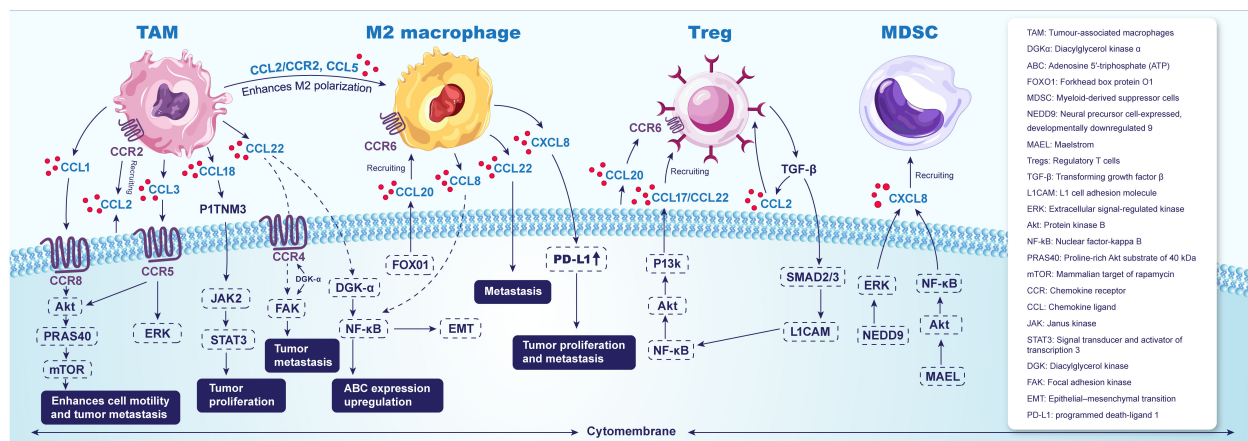 TAM
M2 macrophage
Treg
MDSC
CCL2/CCR2, CCL5
Enhances M2 polarization
CCR2
CCL1
Recruiting
CCL2
CCL3
CCL18
CCL22
P1TNM3
CCR8
CCR5
CCR4
DGK-α
Akt
PRAS40
mTOR
Enhances cell motility
and tumor metastasis
ERK
JAK2
STAT3
Tumor
proliferation
FAK
Tumor
metastasis
DGK-α
NF-κB
EMT
ABC expression
upregulation
CCR6
Recruiting
CCL20
FOX01
CCL8
CCL22
CXCL8
Metastasis
PD-L1
Tumor proliferation
and metastasis
CCR6
CCL20
Recruiting
CCL17/CCL22
CCL2
TGF-β
P13k
Akt
NF-κB
SMAD2/3
L1CAM
Recruiting
CXCL8
ERK
NEDD9
NF-κB
Akt
MAEL
Cytomembrane
TAM: Tumour-associated macrophages
DGKα: Diacylglycerol kinase α
ABC: Adenosine 5'-triphosphate (ATP)
FOXO1: Forkhead box protein O1
MDSC: Myeloid-derived suppressor cells
NEDD9: Neural precursor cell-expressed,
developmentally downregulated 9
MAEL: Maelstrom
Tregs: Regulatory T cells
TGF-β: Transforming growth factor β
L1CAM: L1 cell adhesion molecule
ERK: Extracellular signal-regulated kinase
Akt: Protein kinase B
NF-kB: Nuclear factor-kappa B
PRAS40: Proline-rich Akt substrate of 40 kDa
mTOR: Mammalian target of rapamycin
CCR: Chemokine receptor
CCL: Chemokine ligand
JAK: Janus kinase
STAT3: Signal transducer and activator of
transcription 3
DGK: Diacylglycerol kinase
FAK: Focal adhesion kinase
EMT: Epithelial–mesenchymal transition
PD-L1: programmed death-ligand 1